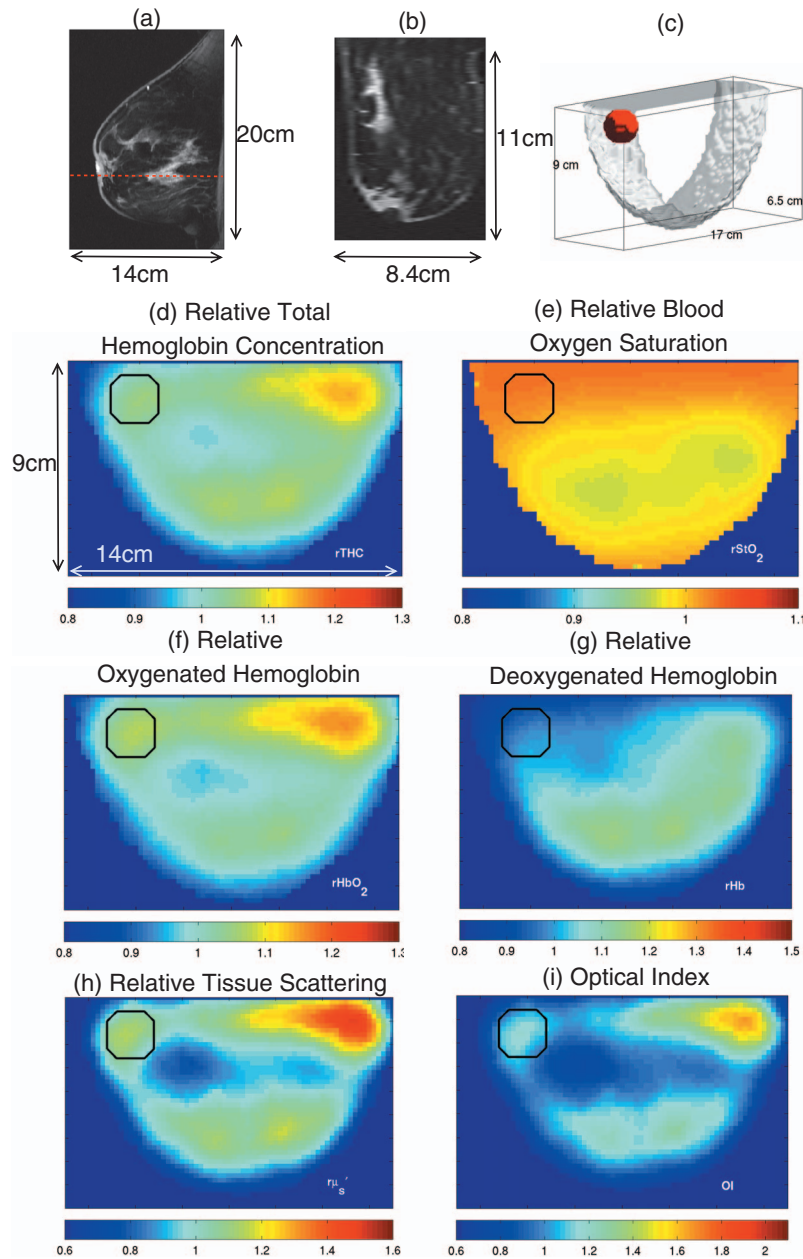 (a)
(b)
(c)
20cm
11cm
9 cm
6.5 cm
17 cm
14cm
8.4cm
(d) Relative Total
Hemoglobin Concentration
(e) Relative Blood
Oxygen Saturation
9cm
14cm
rTHC
rStO2
0.8 0.9 1 1.1 1.2 1.3
0.8 0.9 1 1.1
(f) Relative
Oxygenated Hemoglobin
(g) Relative
Deoxygenated Hemoglobin
rHbO2
rHb
0.8 0.9 1 1.1 1.2 1.3
0.8 0.9 1 1.1 1.2 1.3 1.4 1.5
(h) Relative Tissue Scattering
(i) Optical Index
rμs′
OI
0.6 0.8 1 1.2 1.4 1.6
0.6 0.8 1 1.2 1.4 1.6 1.8 2